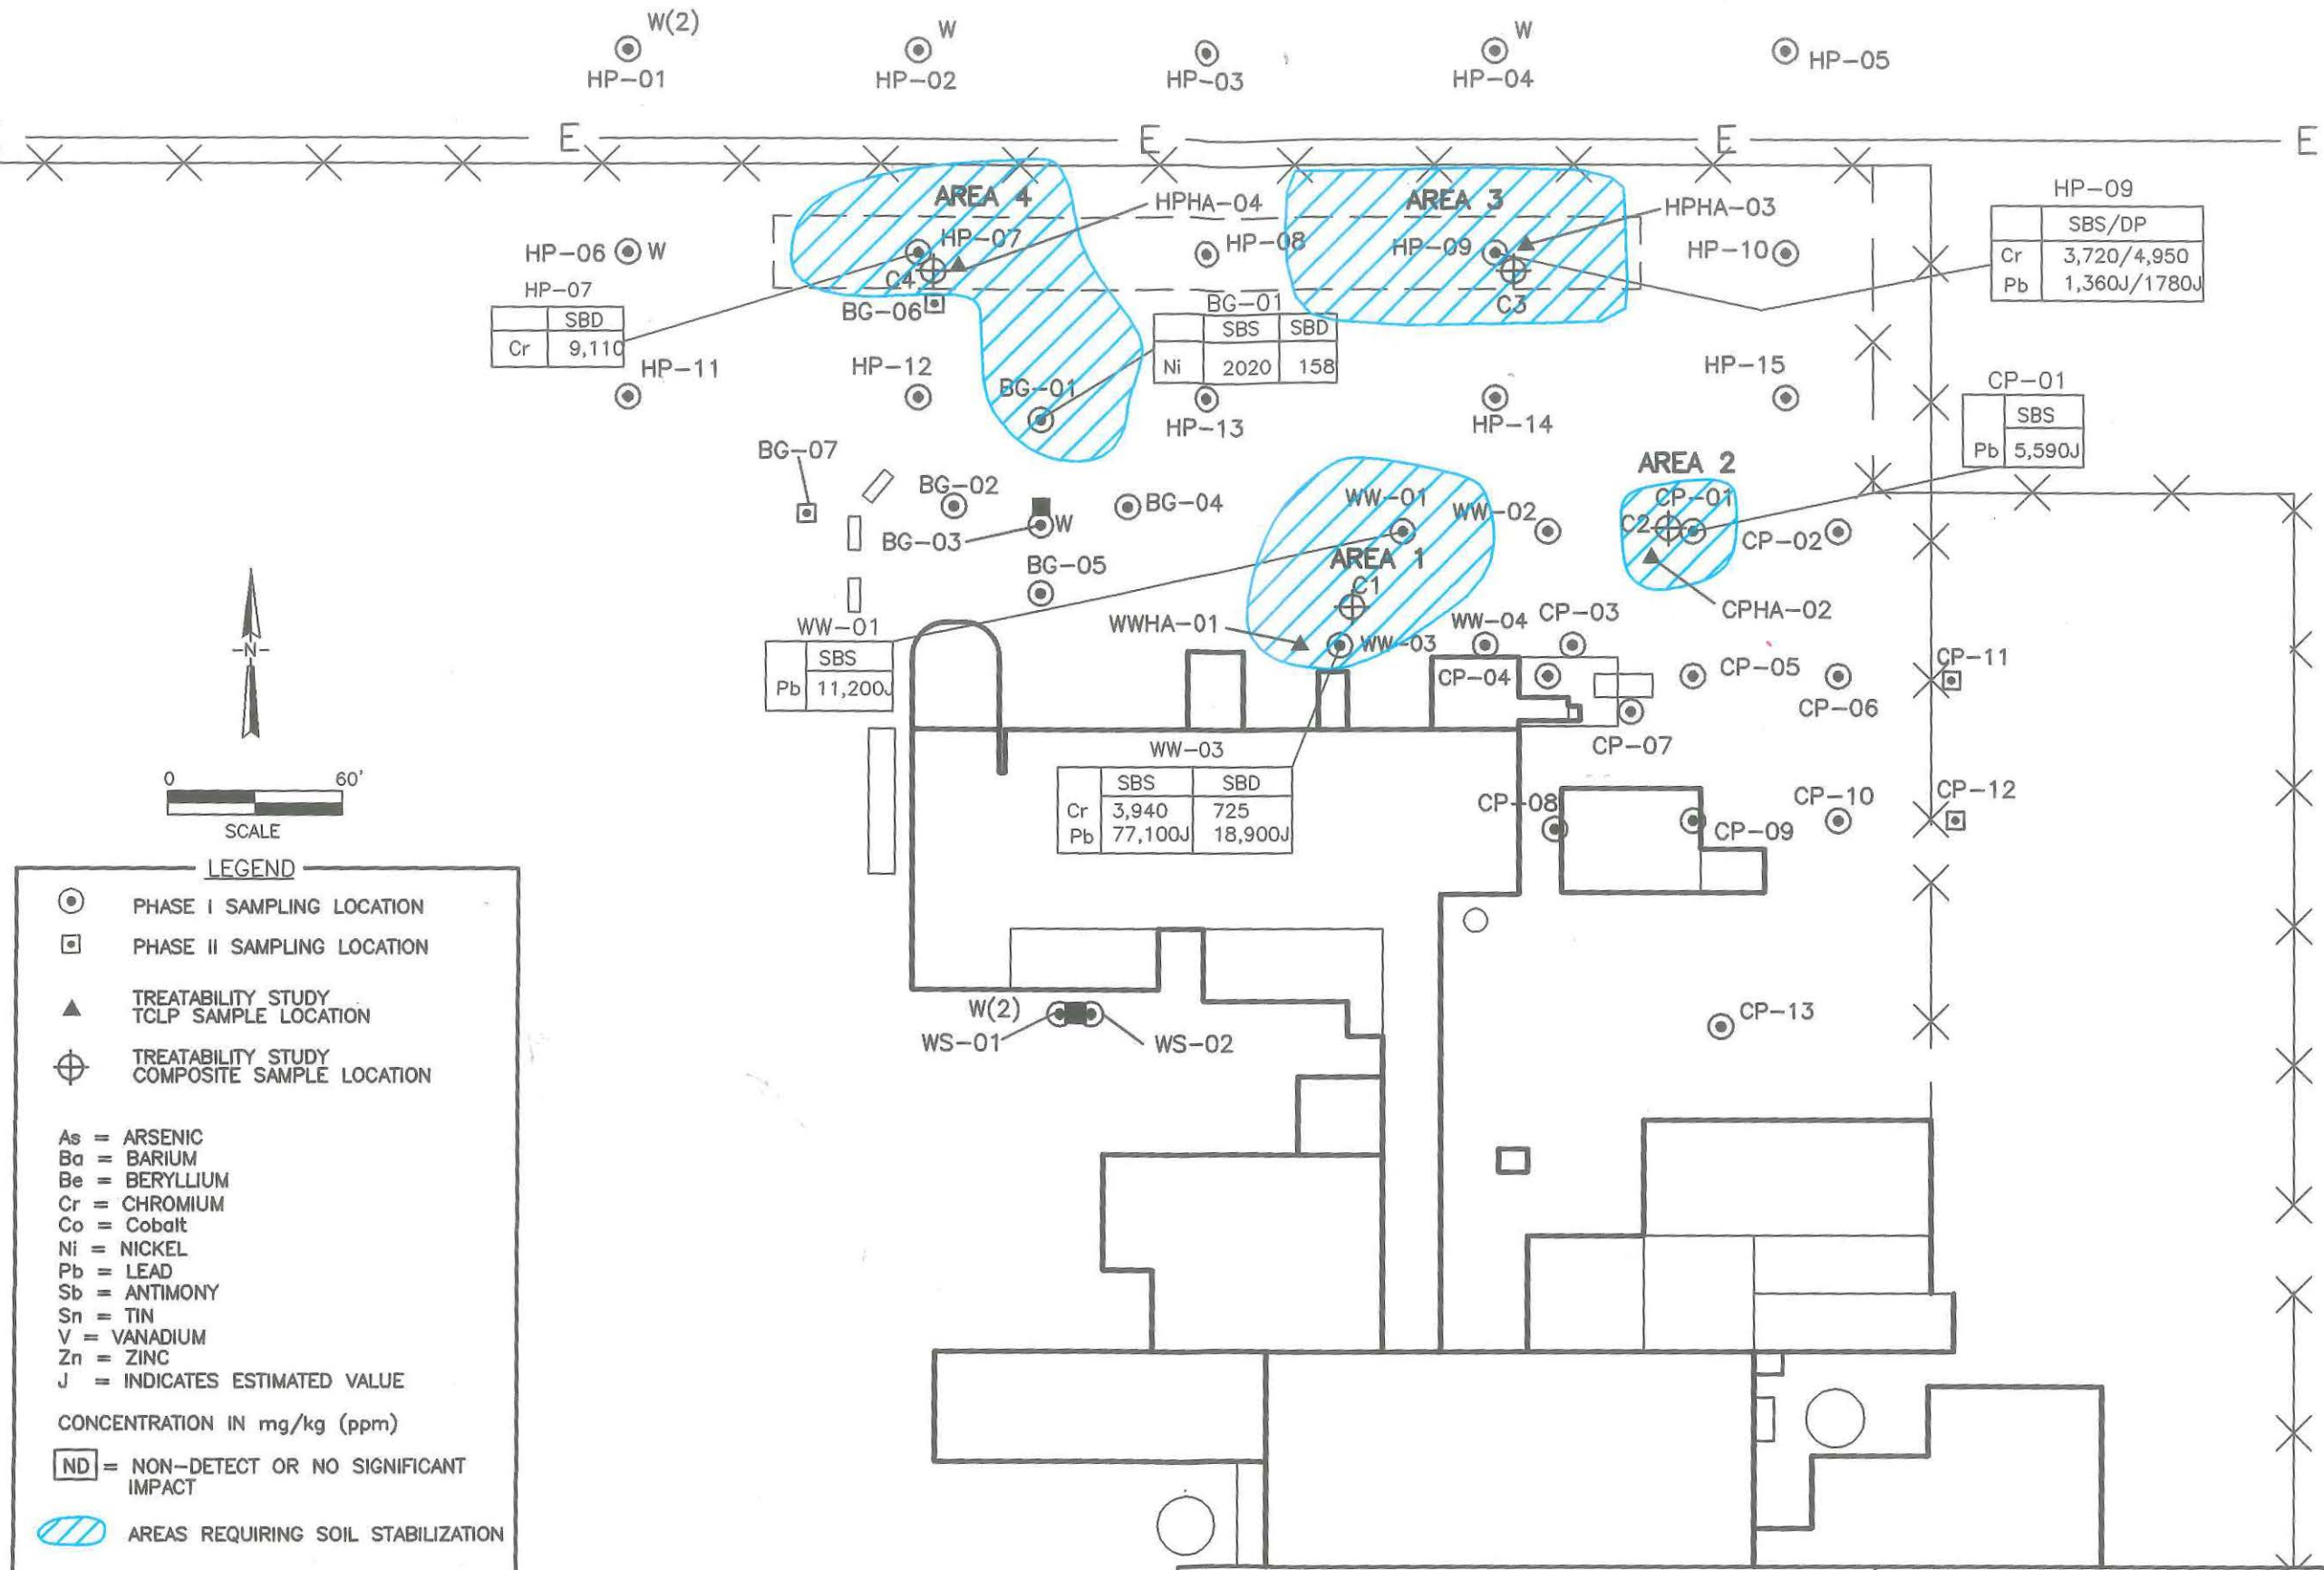 W(2)
HP-01
W
HP-02
HP-03
W
HP-04
HP-05
E
E
E
E
AREA 4
HPHA-04
AREA 3
HPHA-03
HP-09
SBS/DP
Cr 3,720/4,950
Pb 1,360J/1780J
HP-06
W
HP-07
C4
HP-08
HP-09
C3
HP-10
HP-07
SBD
Cr 9,110
BG-06
BG-01
SBS SBD
Ni 2020 158
HP-11
HP-12
BG-01
HP-13
HP-14
HP-15
CP-01
SBS
Pb 5,590J
BG-07
BG-02
BG-03
W
BG-04
BG-05
WW-01
WW-02
AREA 1
C1
AREA 2
CP-01
C2
CP-02
CPHA-02
WWHA-01
WW-03
WW-04
CP-03
WW-01
SBS
Pb 11,200J
CP-04
CP-05
CP-06
CP-11
CP-07
-N-
WW-03
SBS SBD
Cr 3,940 725
Pb 77,100J 18,900J
CP-08
CP-09
CP-10
CP-12
0 60'
SCALE
W(2)
WS-01
WS-02
CP-13
LEGEND
PHASE I SAMPLING LOCATION
PHASE II SAMPLING LOCATION
TREATABILITY STUDY
TCLP SAMPLE LOCATION
TREATABILITY STUDY
COMPOSITE SAMPLE LOCATION
As = ARSENIC
Ba = BARIUM
Be = BERYLLIUM
Cr = CHROMIUM
Co = Cobalt
Ni = NICKEL
Pb = LEAD
Sb = ANTIMONY
Sn = TIN
V = VANADIUM
Zn = ZINC
J = INDICATES ESTIMATED VALUE
CONCENTRATION IN mg/kg (ppm)
ND = NON-DETECT OR NO SIGNIFICANT
IMPACT
AREAS REQUIRING SOIL STABILIZATION